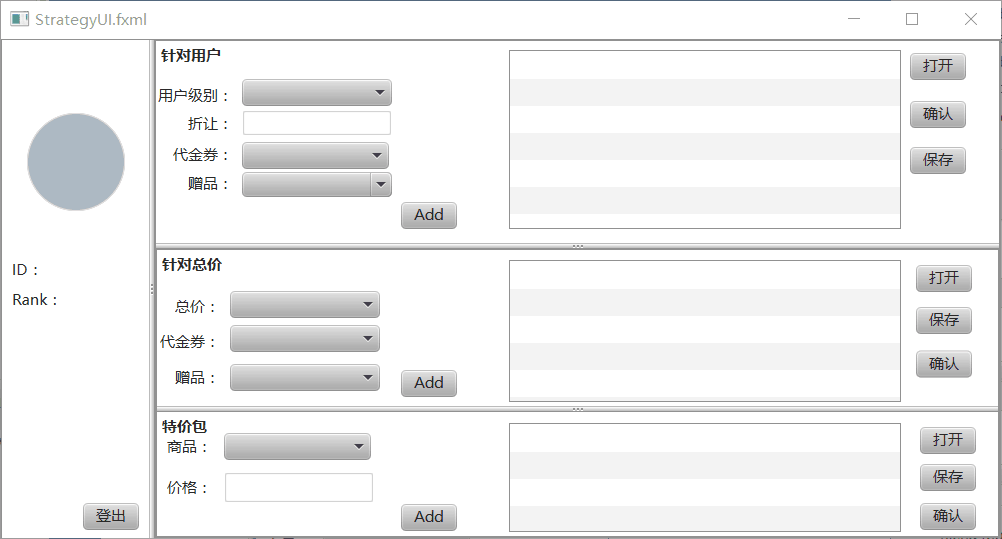 StrategyUI.fxml
ID：
Rank：
登出
针对用户
用户级别：
折让：
代金券：
赠品：
Add
打开
确认
保存
针对总价
总价：
代金券：
赠品：
Add
打开
保存
确认
特价包
商品：
价格：
Add
打开
保存
确认